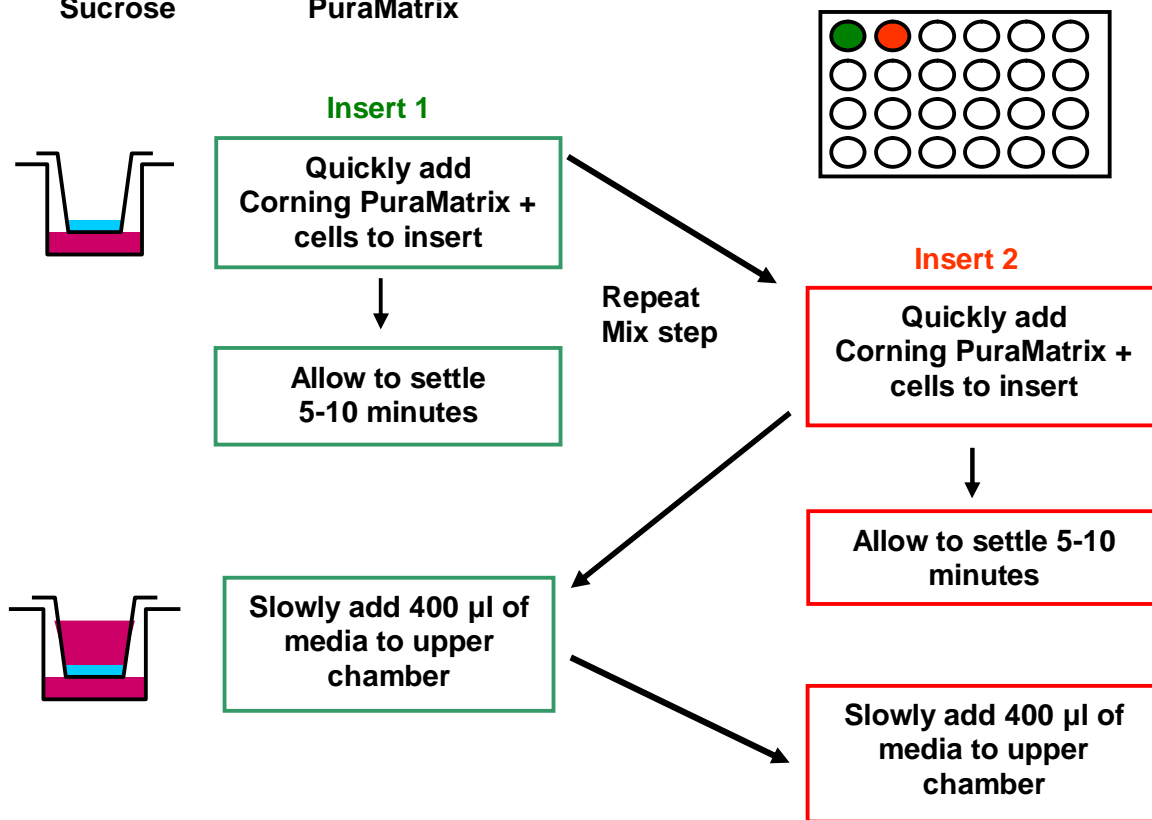 Sucrose
PuraMatrix
Insert 1
Quickly add
Corning PuraMatrix +
cells to insert
Allow to settle
5-10 minutes
Repeat
Mix step
Insert 2
Quickly add
Corning PuraMatrix +
cells to insert
Allow to settle 5-10
minutes
Slowly add 400 µl of
media to upper
chamber
Slowly add 400 µl of
media to upper
chamber